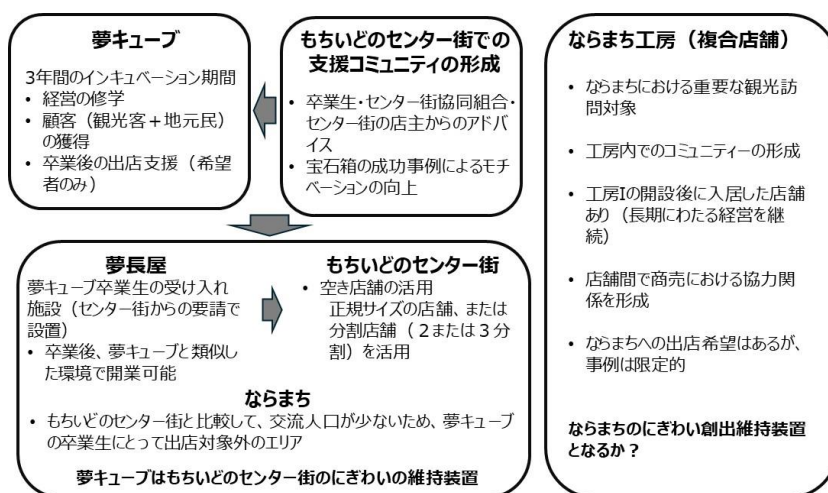 夢キューブ
3年間のインキュベーション期間
• 経営の修学
• 顧客（観光客+地元民）
の獲得
• 卒業後の出店支援（希望
者のみ）
もちいどのセンター街での
支援コミュニティの形成
• 卒業生・センター街協同組合・
センター街の店主からのアドバ
イス
• 宝石箱の成功事例によるモチ
ベーションの向上
夢長屋
夢キューブ卒業生の受け入れ
施設（センター街からの要請で
設置）
• 卒業後、夢キューブと類似し
た環境で開業可能
もちいどのセンター街
• 空き店舗の活用
正規サイズの店舗、または
分割店舗（２または３分
割）を活用
ならまち
• もちいどのセンター街と比較して、交流人口が少ないため、夢キューブ
の卒業生にとって出店対象外のエリア
夢キューブはもちいどのセンター街のにぎわいの維持装置
ならまち工房（複合店舗）
• ならまちにおける重要な観光訪
問対象
• 工房内でのコミュニティーの形成
• 工房Iの開設後に入居した店舗
あり（長期にわたる経営を継
続）
• 店舗間で商売における協力関
係を形成
• ならまちへの出店希望はあるが、
事例は限定的
ならまちのにぎわい創出維持装置
となるか？